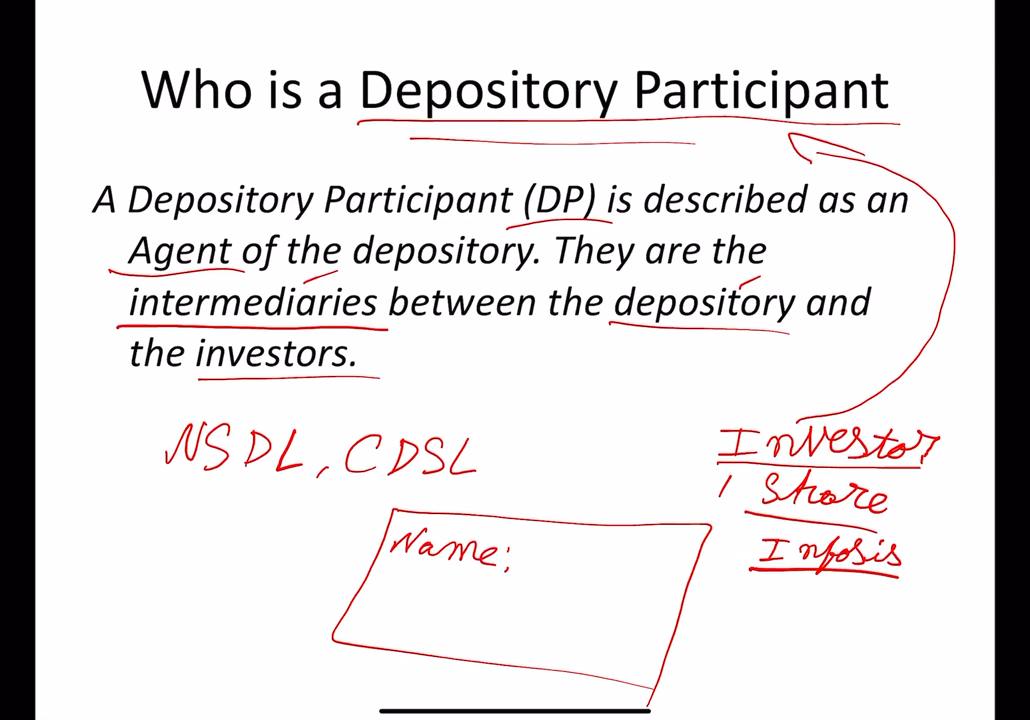 Who is a Depository Participant
A Depository Participant (DP) is described as an
Agent of the depository. They are the
intermediaries between the depository and
the investors.
NSDL, CDSL
Investor
1 Share
Infosis
Name: